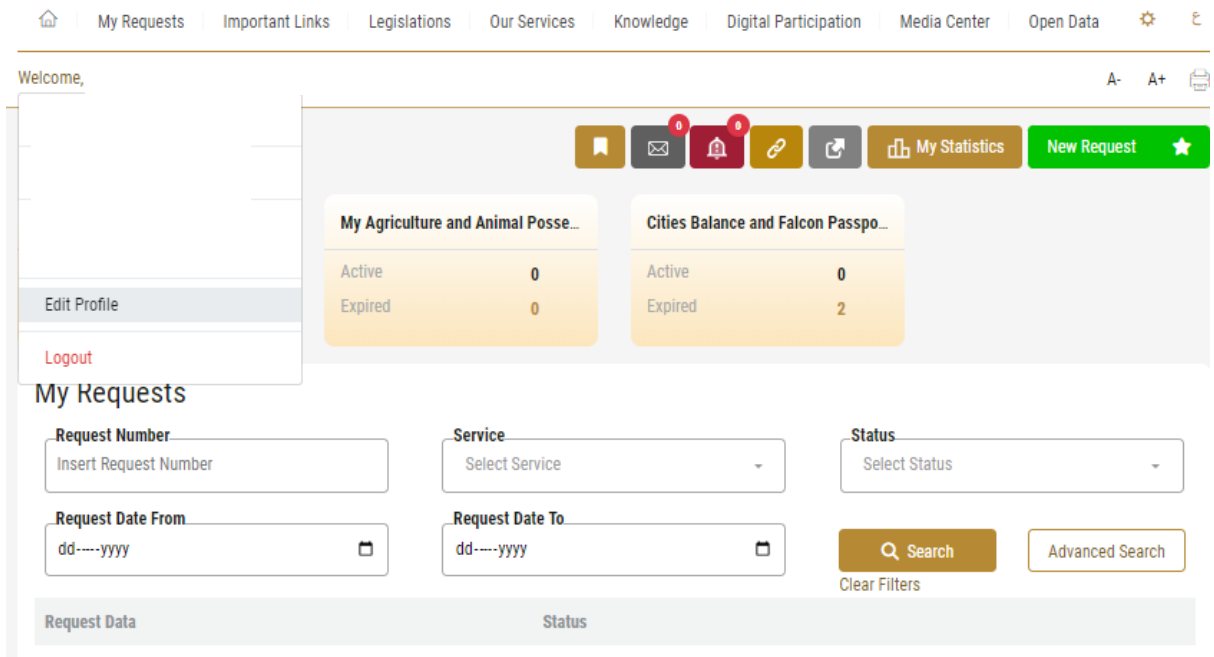 My Requests Important Links Legislations Our Services Knowledge Digital Participation Media Center Open Data ع
Welcome,
A- A+
0 0 My Statistics New Request
My Agriculture and Animal Posse... Cities Balance and Falcon Passpo...
Active 0 Active 0
Edit Profile
Expired 0 Expired 2
Logout
My Requests
Request Number Service Status
Insert Request Number Select Service Select Status
Request Date From Request Date To
dd-----yyyy dd-----yyyy
Search Advanced Search
Clear Filters
Request Data Status